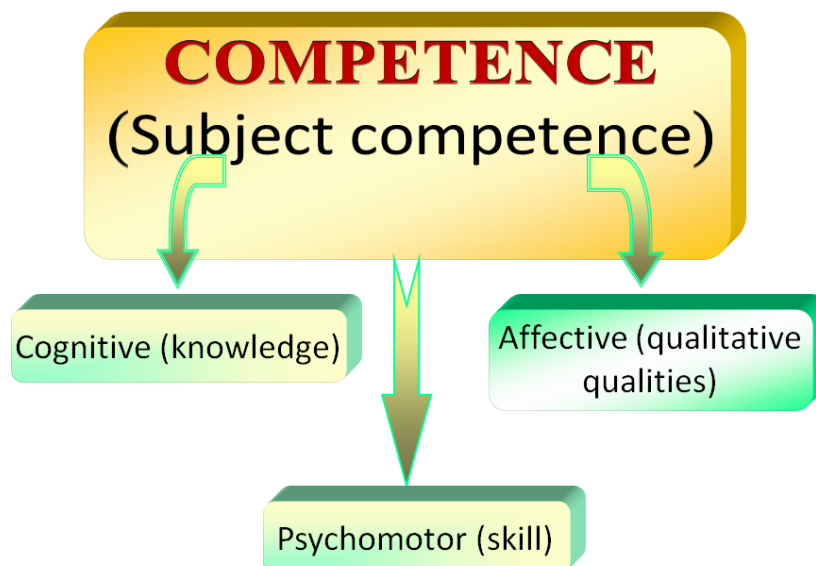 COMPETENCE
(Subject competence)
Cognitive (knowledge)
Affective (qualitative
qualities)
Psychomotor (skill)